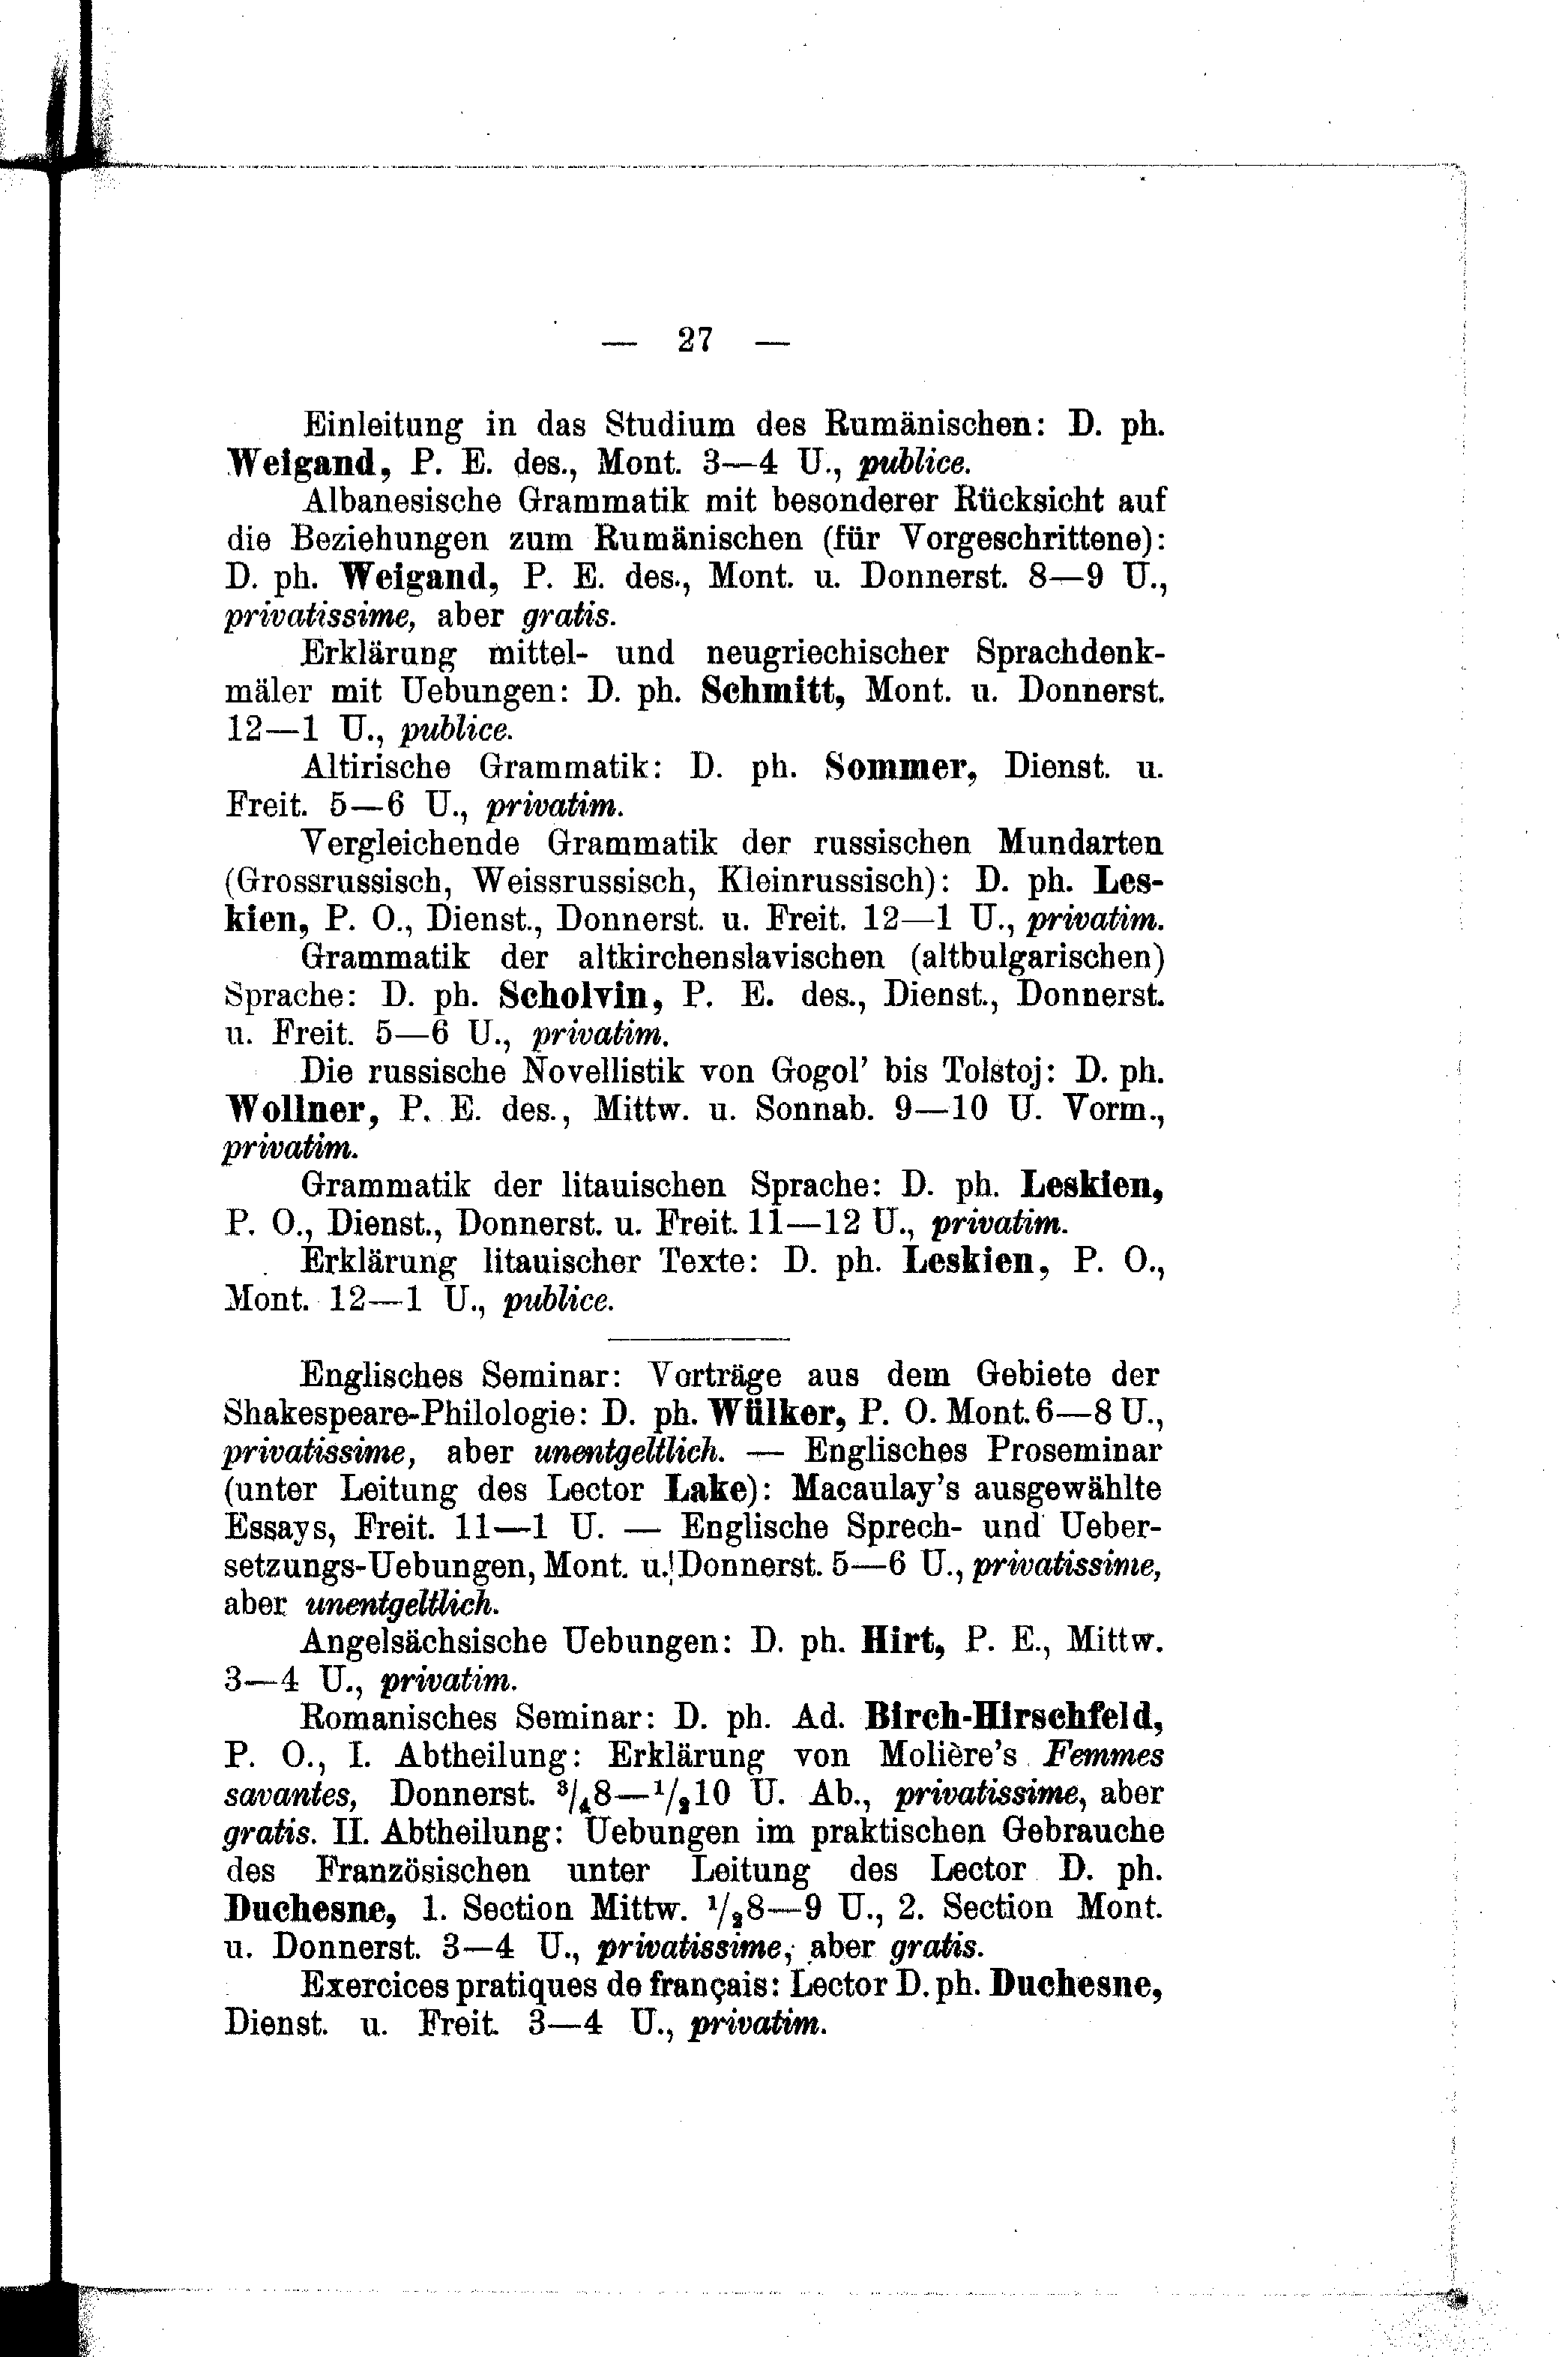 — 27 —
Einleitung in das Studium des Rumänischen: D. ph.
Weigand, P. E. des., Mont. 3—4 U., publice.
Albanesische Grammatik mit besonderer Rücksicht auf
die Beziehungen zum Rumänischen (für Vorgeschrittene):
D. ph. Weigand, P. E. des., Mont. u. Donnerst. 8—9 U.,
privatissime, aber gratis.
Erklärung mittel- und neugriechischer Sprachdenk-
mäler mit Uebungen: D. ph. Schmitt, Mont. u. Donnerst.
12—1 U., publice.
Altirische Grammatik: D. ph. Sommer, Dienst. u.
Freit. 5—6 U., privatim.
Vergleichende Grammatik der russischen Mundarten
(Grossrussisch, Weissrussisch, Kleinrussisch): D. ph. Les-
kien, P. O., Dienst., Donnerst. u. Freit. 12—1 U., privatim.
Grammatik der altkirchenslavischen (altbulgarischen)
Sprache: D. ph. Scholvin, P. E. des., Dienst., Donnerst.
u. Freit. 5—6 U., privatim.
Die russische Novellistik von Gogol’ bis Tolstoj: D. ph.
Wollner, P. E. des., Mittw. u. Sonnab. 9—10 U. Vorm.,
privatim.
Grammatik der litauischen Sprache: D. ph. Leskien,
P. O., Dienst., Donnerst. u. Freit. 11—12 U., privatim.
Erklärung litauischer Texte: D. ph. Leskien, P. O.,
Mont. 12—1 U., publice.
Englisches Seminar: Vorträge aus dem Gebiete der
Shakespeare-Philologie: D. ph. Wülker, P. O. Mont. 6—8 U.,
privatissime, aber unentgeltlich. — Englisches Proseminar
(unter Leitung des Lector Lake): Macaulay’s ausgewählte
Essays, Freit. 11—1 U. — Englische Sprech- und Ueber-
setzungs-Uebungen, Mont. u. Donnerst. 5—6 U., privatissime,
aber unentgeltlich.
Angelsächsische Uebungen: D. ph. Hirt, P. E., Mittw.
3—4 U., privatim.
Romanisches Seminar: D. ph. Ad. Birch-Hirschfeld,
P. O., I. Abtheilung: Erklärung von Molière’s Femmes
savantes, Donnerst. 3/4 8—1/2 10 U. Ab., privatissime, aber
gratis. II. Abtheilung: Uebungen im praktischen Gebrauche
des Französischen unter Leitung des Lector D. ph.
Duchesne, 1. Section Mittw. 1/2 8—9 U., 2. Section Mont.
u. Donnerst. 3—4 U., privatissime, aber gratis.
Exercices pratiques de français: Lector D. ph. Duchesne,
Dienst. u. Freit. 3—4 U., privatim.